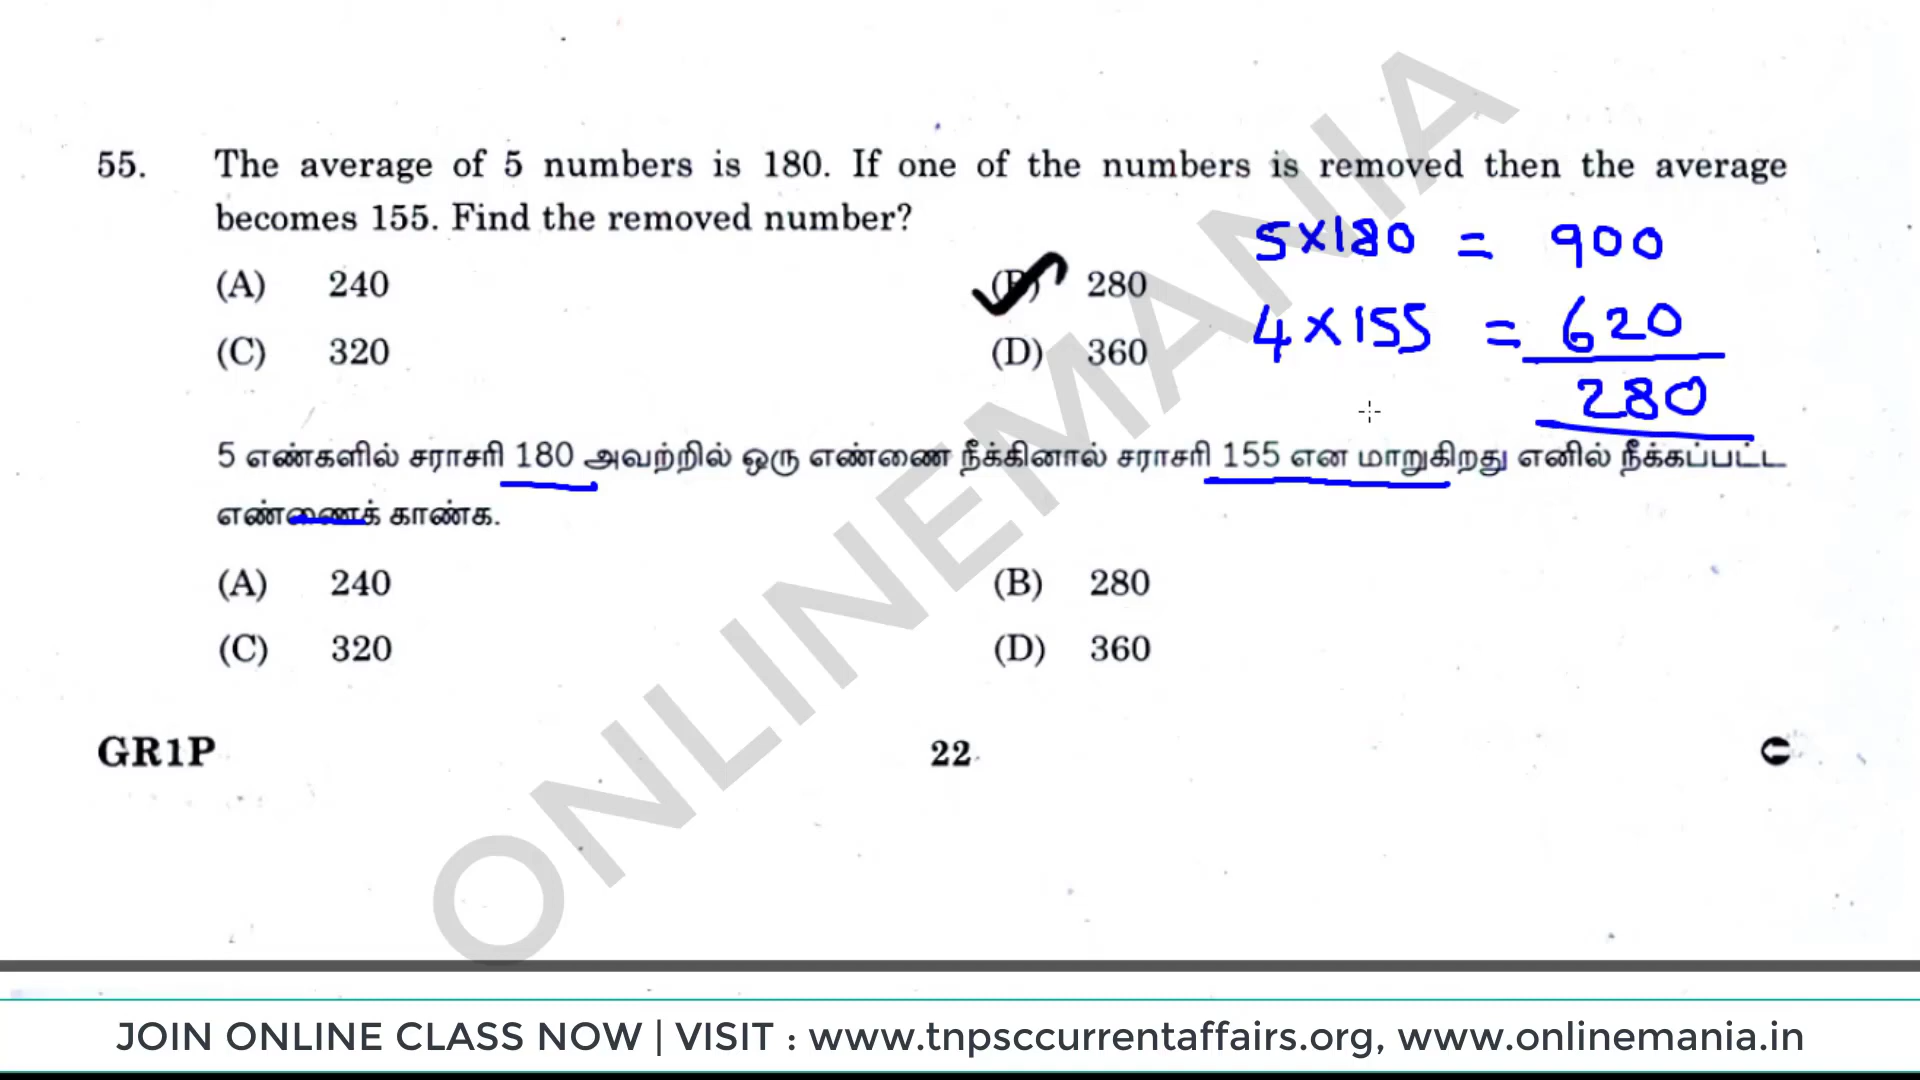 55. The average of 5 numbers is 180. If one of the numbers is removed then the average
becomes 155. Find the removed number?
5×180 = 900
(A) 240 (B) 280
4×155 = 620
(C) 320 (D) 360
280
5 எண்களில் சராசரி 180 அவற்றில் ஒரு எண்ணை நீக்கினால் சராசரி 155 என மாறுகிறது எனில் நீக்கப்பட்ட
எண்ணைக் காண்க.
(A) 240 (B) 280
(C) 320 (D) 360
GR1P 22
ONLINEMANIA
JOIN ONLINE CLASS NOW | VISIT : www.tnpsccurrentaffairs.org, www.onlinemania.in